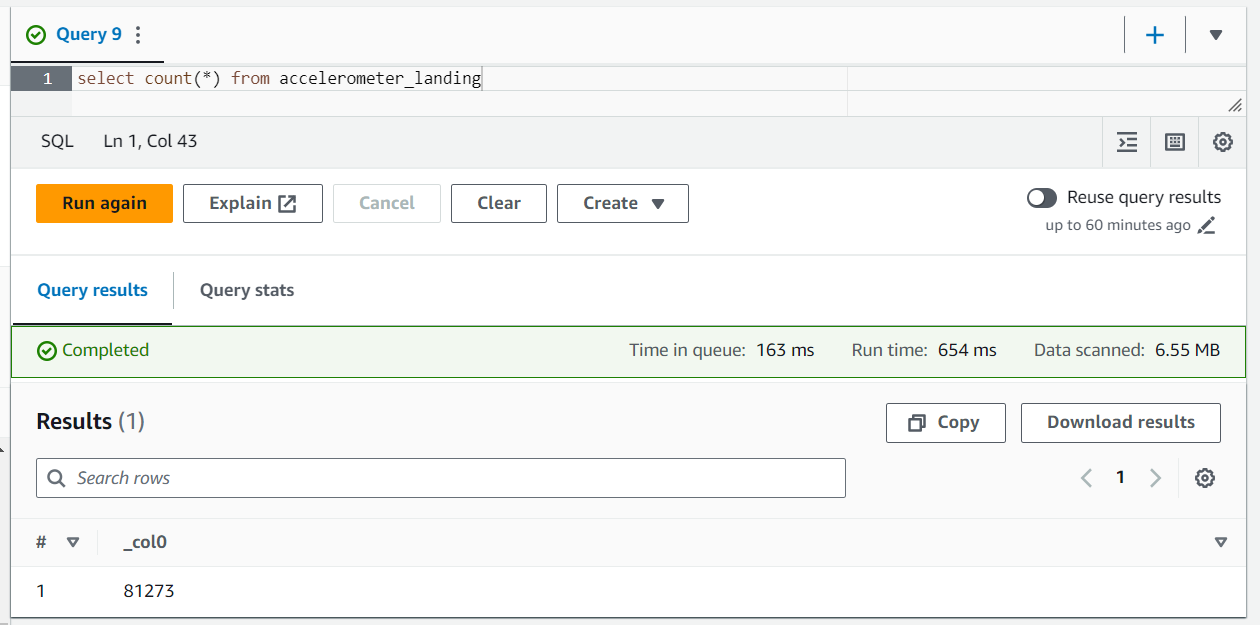 Query 9
1 select count(*) from accelerometer_landing
SQL Ln 1, Col 43
Run again Explain Cancel Clear Create Reuse query results
up to 60 minutes ago
Query results Query stats
Completed Time in queue: 163 ms Run time: 654 ms Data scanned: 6.55 MB
Results (1) Copy Download results
Search rows 1
# _col0
1 81273